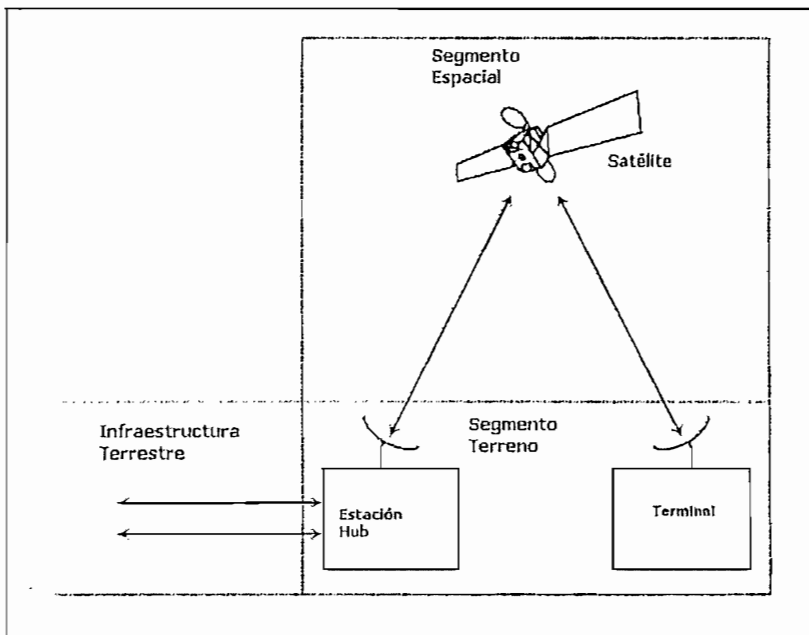 Segmento
Espacial
Satélite
Infraestructura
Terrestre
Segmento
Terreno
Estación
Hub
Terminal